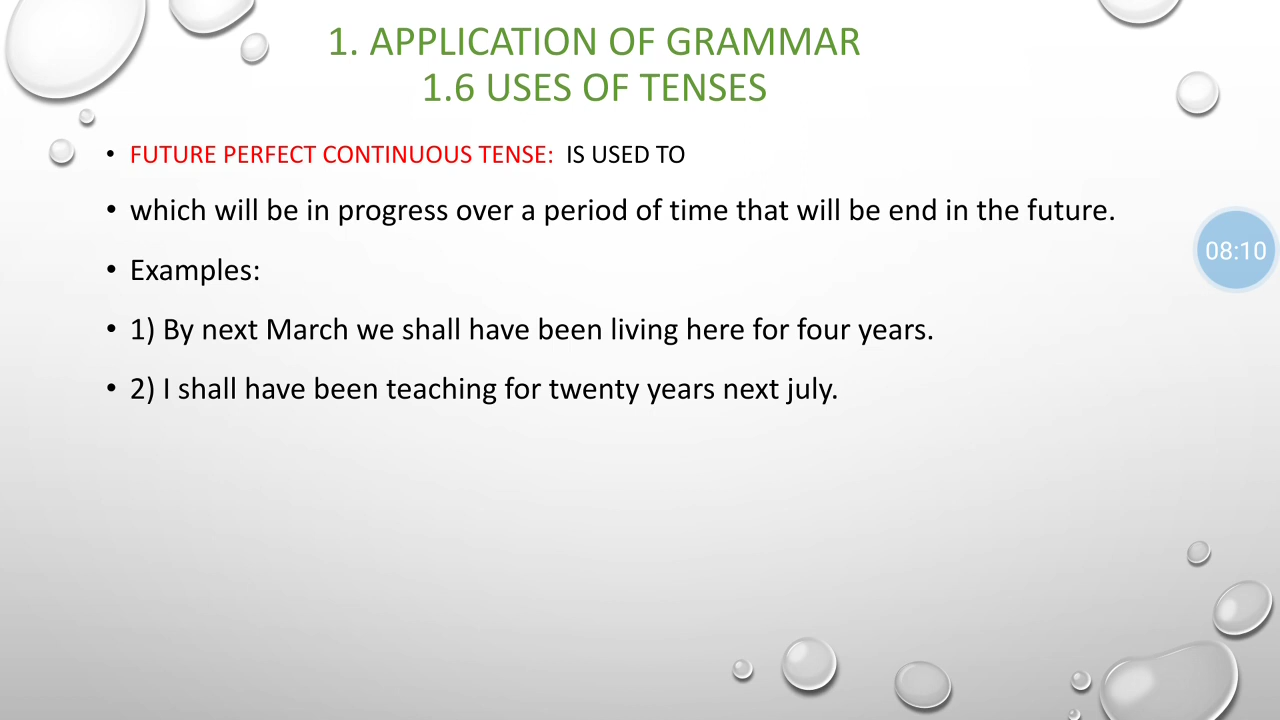 1. APPLICATION OF GRAMMAR
1.6 USES OF TENSES
• FUTURE PERFECT CONTINUOUS TENSE: IS USED TO
• which will be in progress over a period of time that will be end in the future.
• Examples:
• 1) By next March we shall have been living here for four years.
• 2) I shall have been teaching for twenty years next july.
08:10